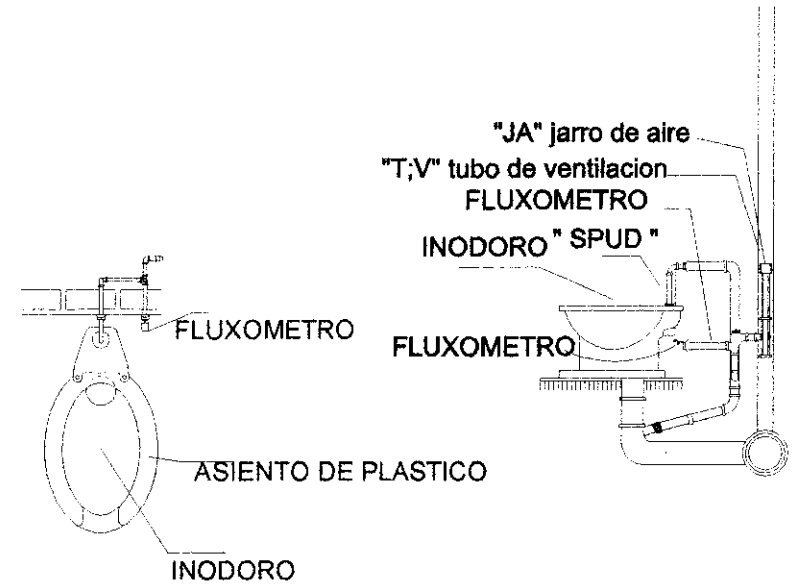 "JA" jarro de aire
"T;V" tubo de ventilacion
FLUXOMETRO
INODORO " SPUD "
FLUXOMETRO
FLUXOMETRO
ASIENTO DE PLASTICO
INODORO